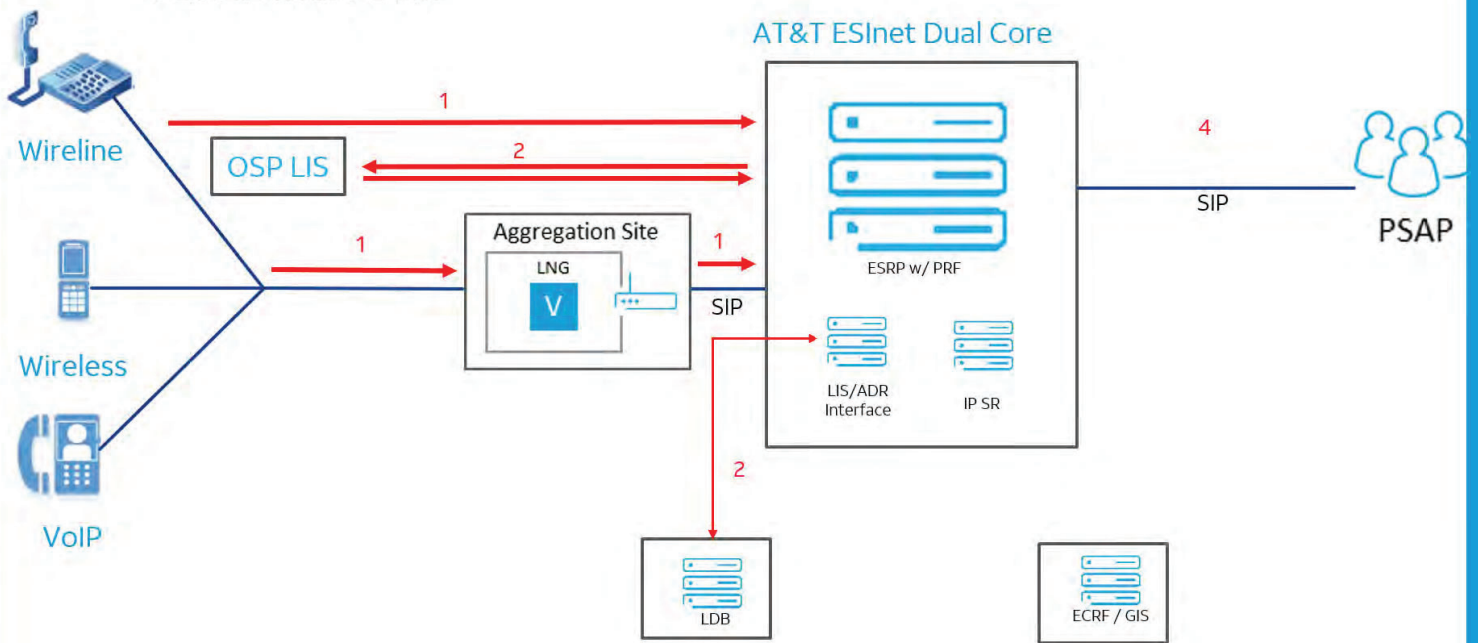 AT&T ESInet Dual Core
1
4
Wireline
OSP LIS
2
SIP
PSAP
Aggregation Site
1
1
LNG
V
ESRP w/ PRF
SIP
Wireless
LIS/ADR
Interface
IP SR
2
VoIP
LDB
ECRF / GIS